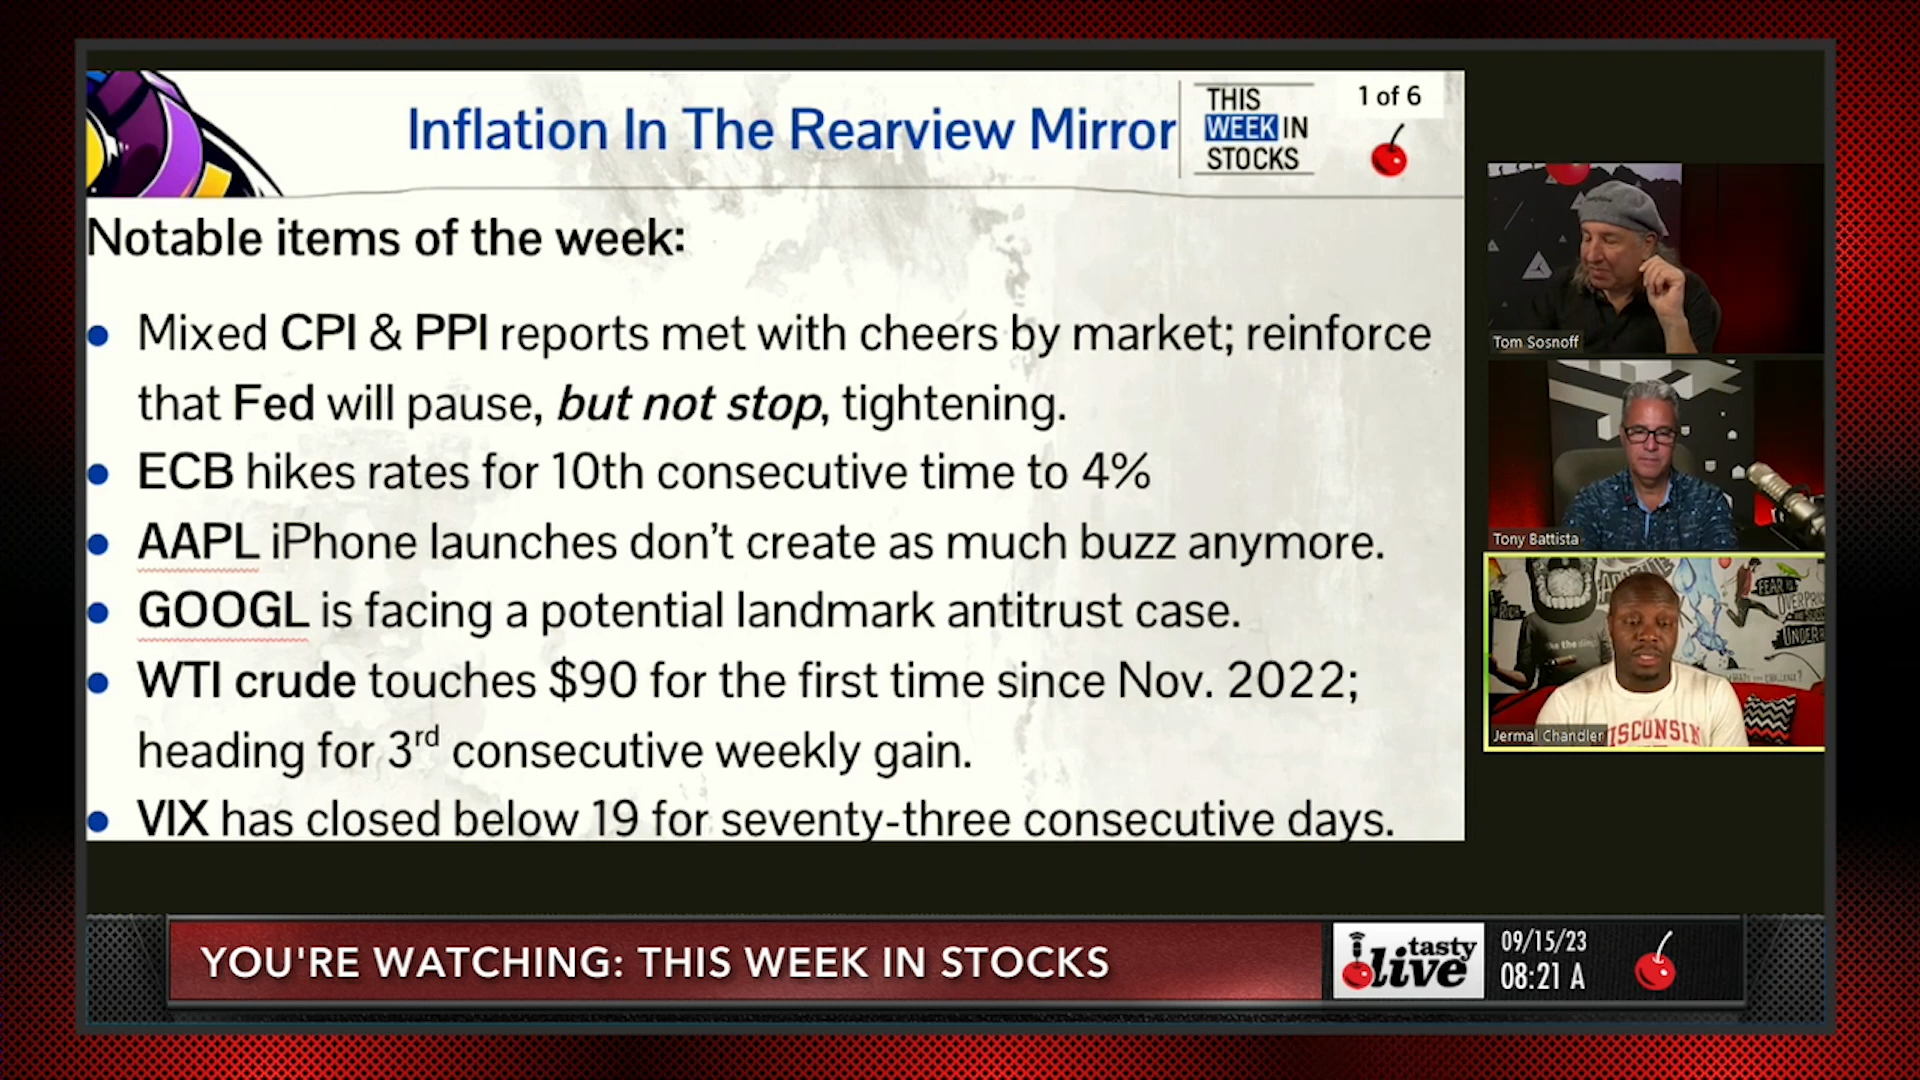 Inflation In The Rearview Mirror
THIS
WEEK IN
STOCKS
1 of 6
Notable items of the week:
Mixed CPI & PPI reports met with cheers by market; reinforce
that Fed will pause, but not stop, tightening.
ECB hikes rates for 10th consecutive time to 4%
AAPL iPhone launches don’t create as much buzz anymore.
GOOGL is facing a potential landmark antitrust case.
WTI crude touches $90 for the first time since Nov. 2022;
heading for 3rd consecutive weekly gain.
VIX has closed below 19 for seventy-three consecutive days.
Tom Sosnoff
Tony Battista
FEAR IS
UNDER
Jermal Chandler
ISCONSIN
YOU'RE WATCHING: THIS WEEK IN STOCKS
tasty
live
09/15/23
08:21 A